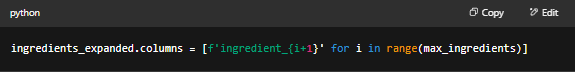 python
Copy
Edit
ingredients_expanded.columns = [f'ingredient_{i+1}' for i in range(max_ingredients)]